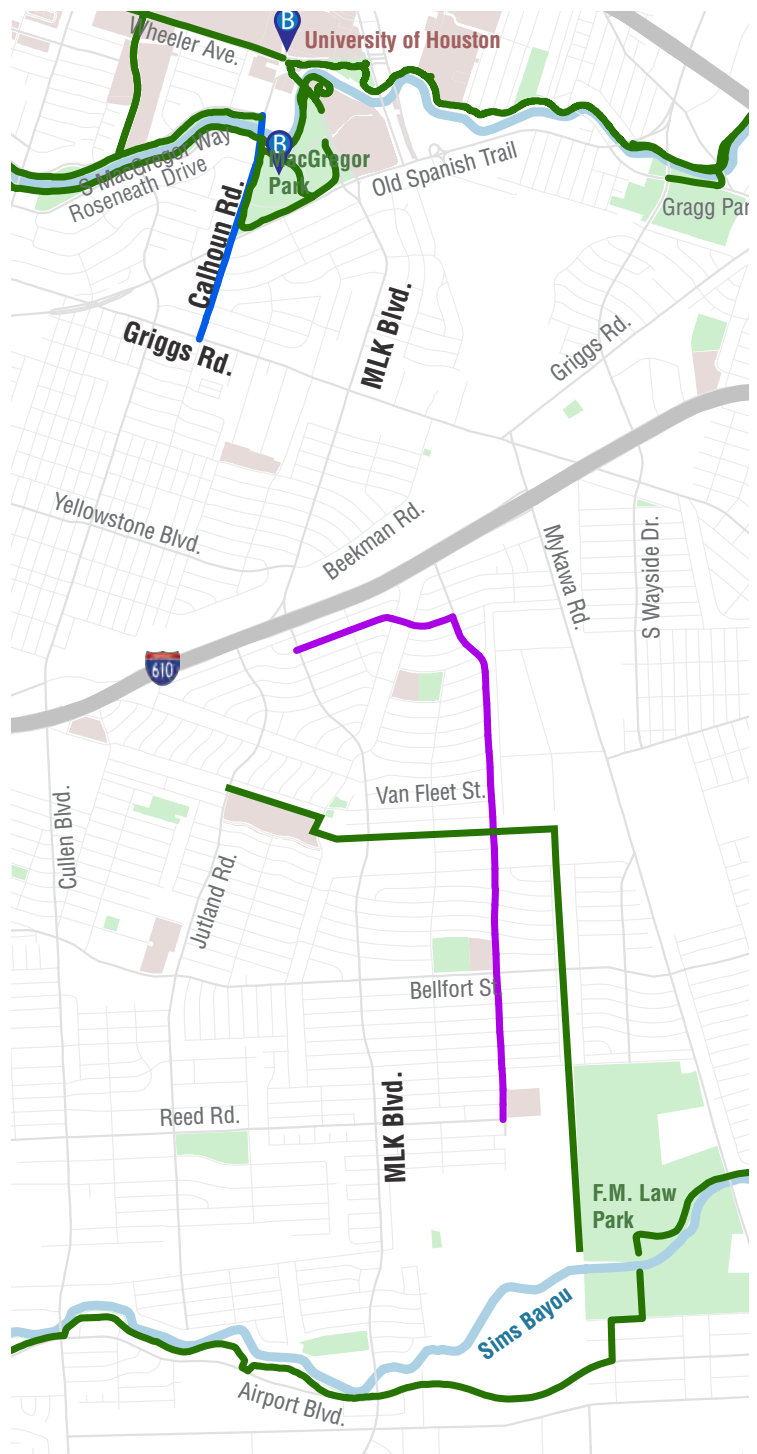 B
Wheeler Ave.
University of Houston
B
MacGregor
Park
S MacGregor Way
Roseneath Drive
Old Spanish Trail
Gragg Par
Calhoun Rd.
MLK Blvd.
Griggs Rd.
Griggs Rd.
Yellowstone Blvd.
Beekman Rd.
Mykawa Rd.
S Wayside Dr.
610
Van Fleet St.
Cullen Blvd.
Jutland Rd.
Bellfort St.
MLK Blvd.
Reed Rd.
F.M. Law
Park
Sims Bayou
Airport Blvd.